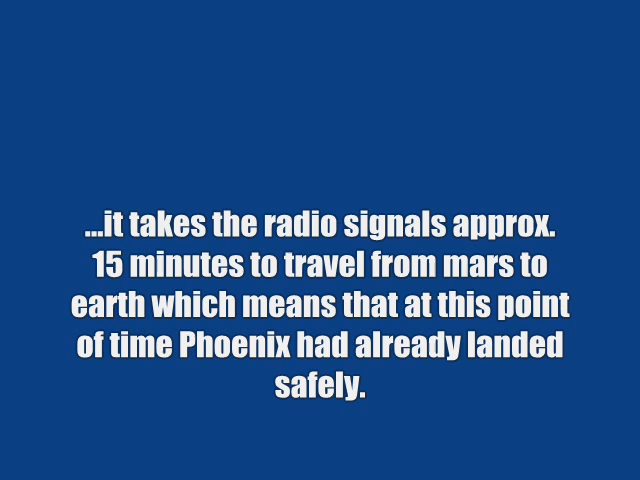 ...it takes the radio signals approx.
15 minutes to travel from mars to
earth which means that at this point
of time Phoenix had already landed
safely.